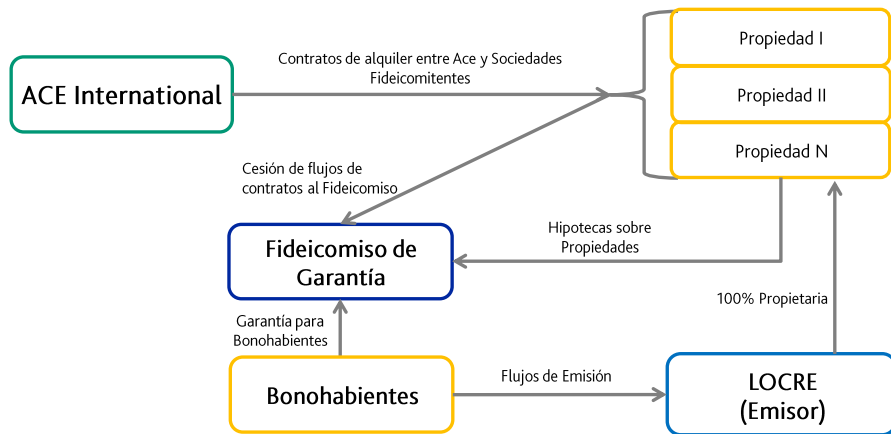 Contratos de alquiler entre Ace y Sociedades
Fideicomitentes
ACE International
Propiedad I
Propiedad II
Propiedad N
Cesión de flujos de
contratos al Fideicomiso
Fideicomiso de
Garantía
Hipotecas sobre
Propiedades
100% Propietaria
Garantía para
Bonohabientes
Bonohabientes
Flujos de Emisión
LOCRE
(Emisor)